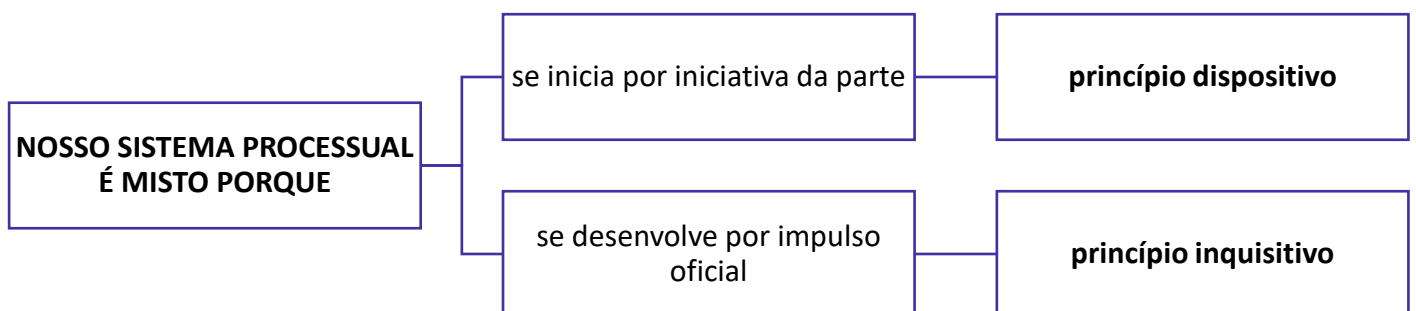 NOSSO SISTEMA PROCESSUAL
É MISTO PORQUE
se inicia por iniciativa da parte
princípio dispositivo
se desenvolve por impulso
oficial
princípio inquisitivo